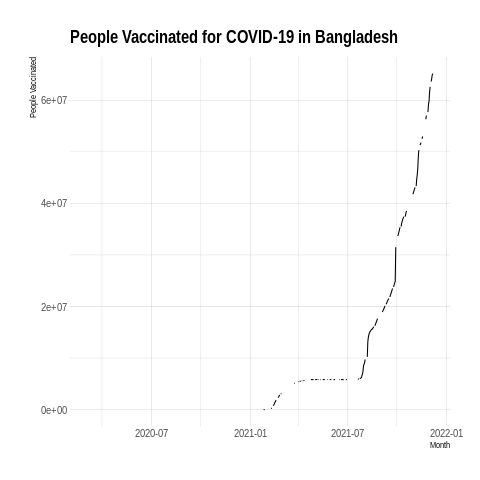 People Vaccinated for COVID-19 in Bangladesh
People Vaccinated
6e+07
4e+07
2e+07
0e+00
2020-07 2021-01 2021-07 2022-01
Month